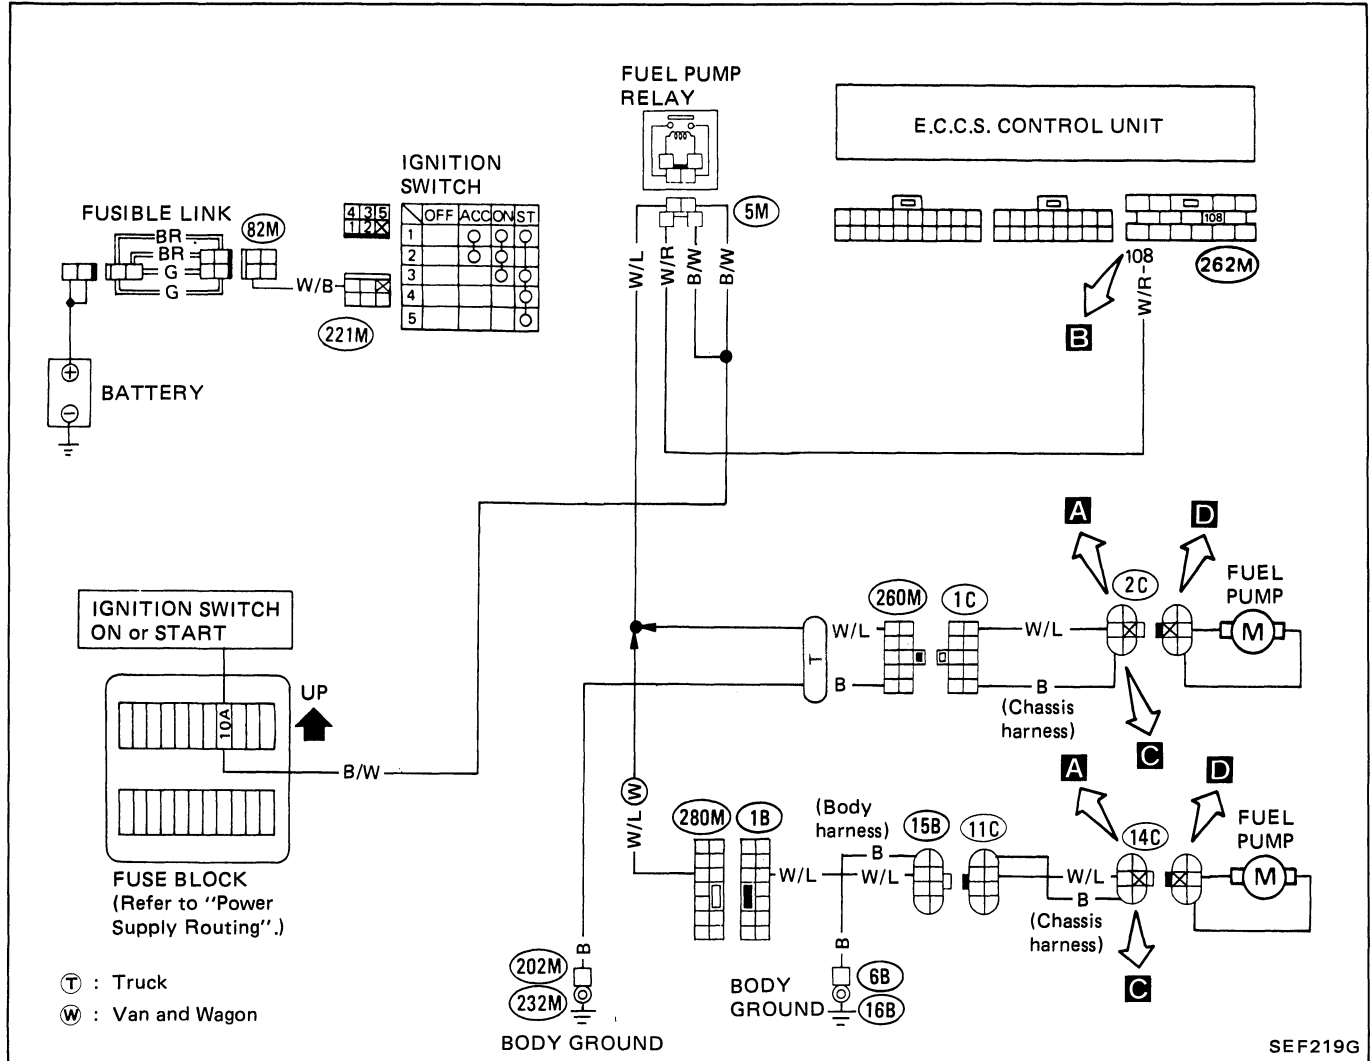 FUEL PUMP
RELAY
E.C.C.S. CONTROL UNIT
IGNITION
SWITCH
FUSIBLE LINK
82M
BR
BR
G
G
W/B
221M
4 3 5
1 2
OFF ACC ON ST
1
2
3
4
5
5M
W/L
W/R
B/W
B/W
108
108
262M
W/R
B
BATTERY
+
−
IGNITION SWITCH
ON or START
UP
10A
B/W
FUSE BLOCK
(Refer to "Power
Supply Routing".)
A
D
260M
1C
2C
FUEL
PUMP
T
W/L
W/L
M
B
B
(Chassis
harness)
C
W
W/L
A
D
280M
1B
(Body
harness)
15B
11C
14C
FUEL
PUMP
B
W/L
W/L
W/L
M
B
(Chassis
harness)
C
B
B
202M
232M
BODY GROUND
BODY
GROUND
6B
16B
T : Truck
W : Van and Wagon
SEF219G